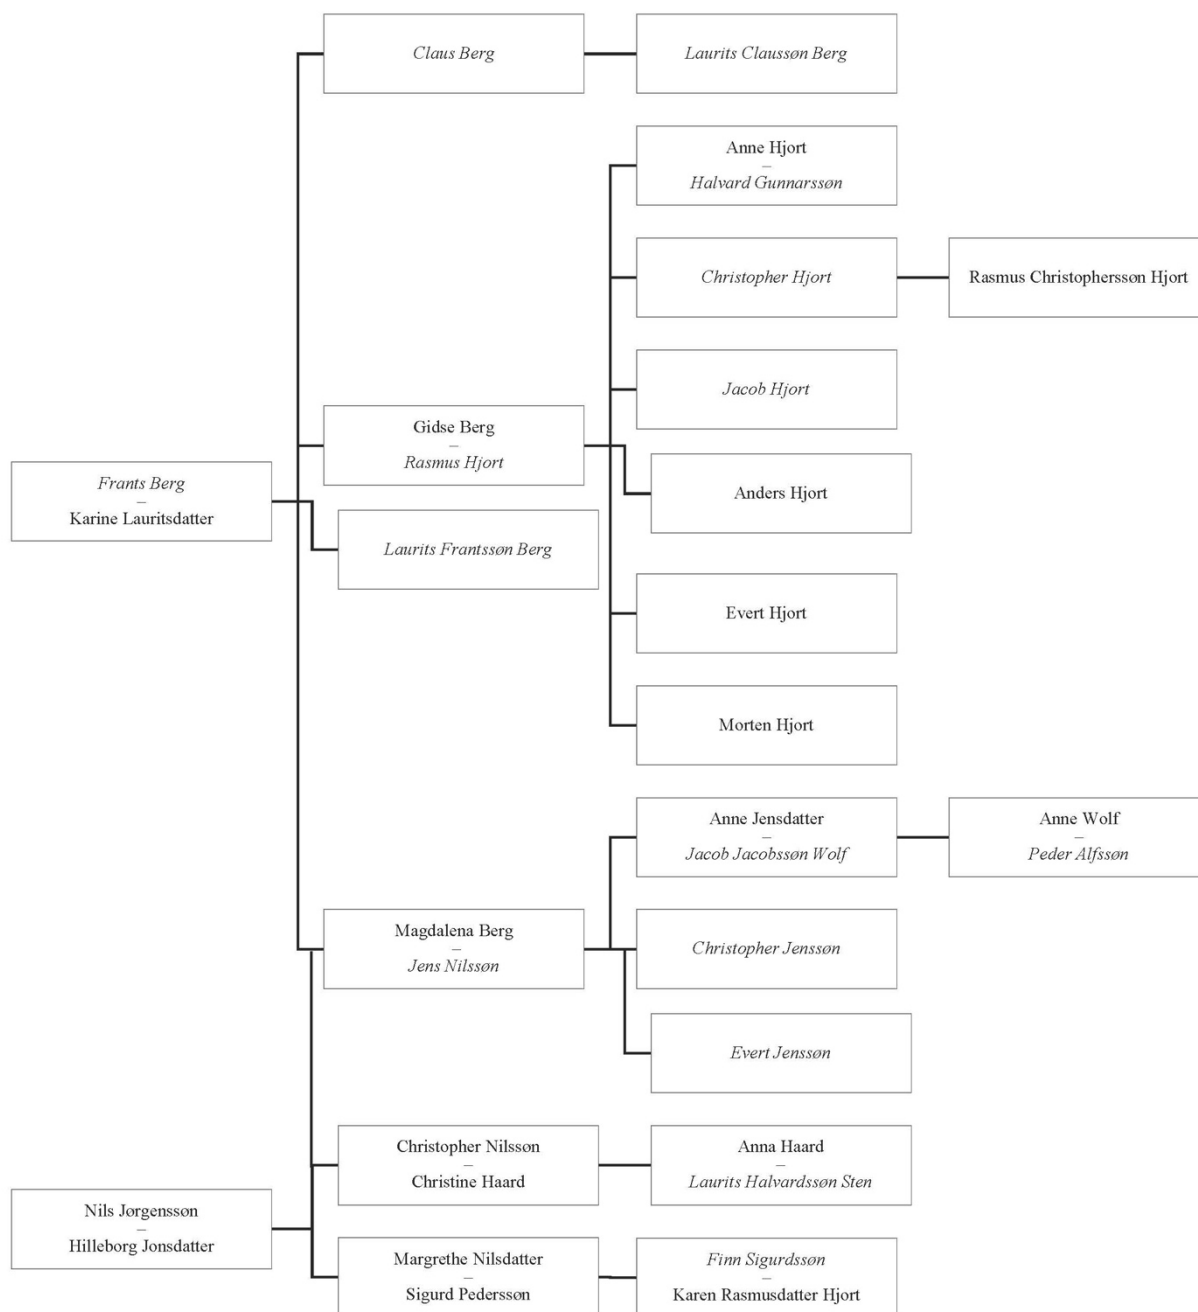 Claus Berg
Laurits Claussøn Berg
Anne Hjort
–
Halvard Gunnarssøn
Christopher Hjort
Rasmus Christopherssøn Hjort
Jacob Hjort
Gidse Berg
–
Rasmus Hjort
Anders Hjort
Frants Berg
–
Karine Lauritsdatter
Laurits Frantssøn Berg
Evert Hjort
Morten Hjort
Anne Jensdatter
–
Jacob Jacobssøn Wolf
Anne Wolf
–
Peder Alfssøn
Magdalena Berg
–
Jens Nilssøn
Christopher Jenssøn
Evert Jenssøn
Christopher Nilssøn
–
Christine Haard
Anna Haard
–
Laurits Halvardssøn Sten
Nils Jørgenssøn
–
Hilleborg Jonsdatter
Margrethe Nilsdatter
–
Sigurd Pederssøn
Finn Sigurdssøn
–
Karen Rasmusdatter Hjort